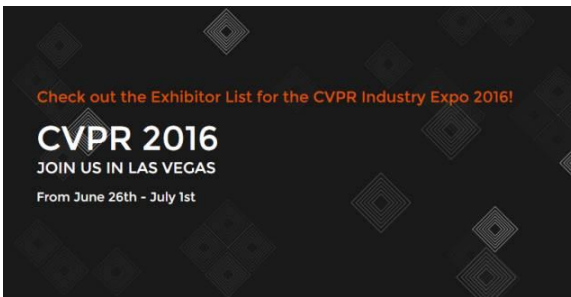 Check out the Exhibitor List for the CVPR Industry Expo 2016!
CVPR 2016
JOIN US IN LAS VEGAS
From June 26th - July 1st